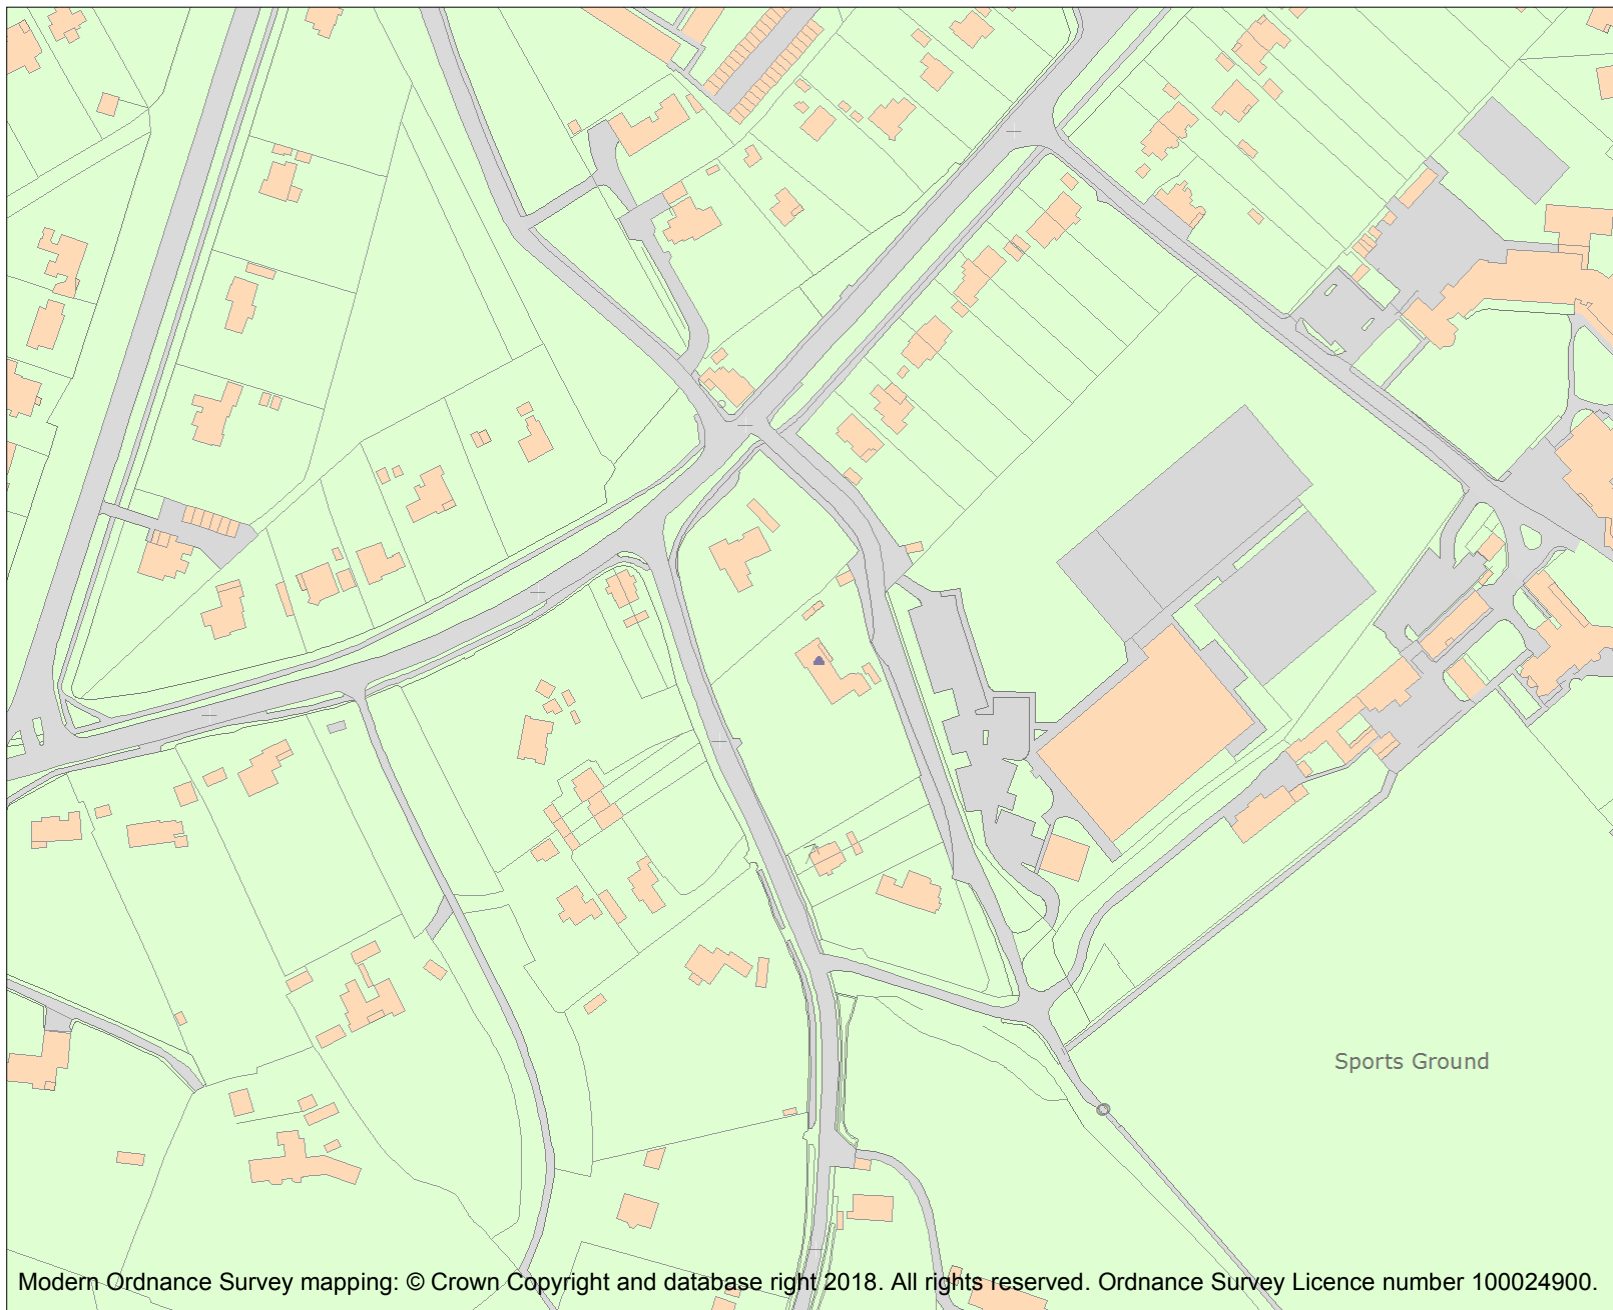 Sports Ground
Modern Ordnance Survey mapping: © Crown Copyright and database right 2018. All rights reserved. Ordnance Survey Licence number 100024900.